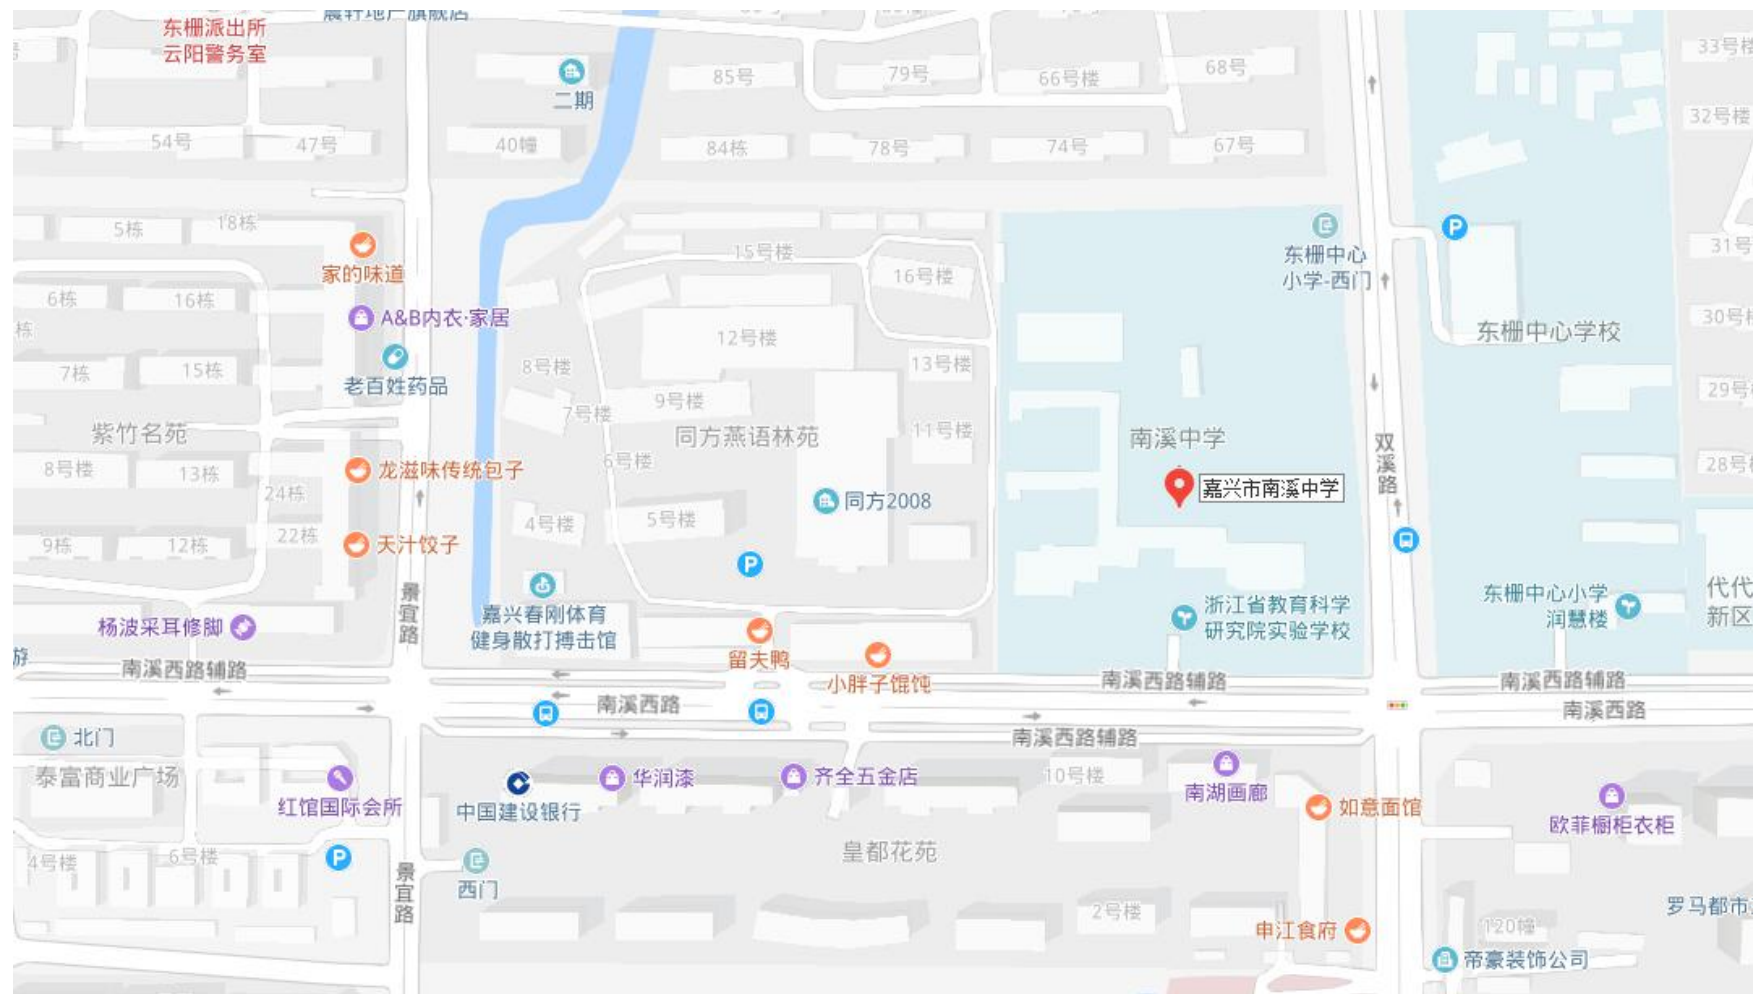 东栅派出所
云阳警务室
晨轩地产旗舰店
二期
85号
79号
66号楼
68号
33号楼
54号
47号
40幢
84栋
78号
74号
67号
32号楼
5栋
18栋
家的味道
15号楼
16号楼
东栅中心
小学-西门
P
31号
6栋
16栋
A&B内衣·家居
12号楼
30号楼
东栅中心学校
栋
7栋
15栋
老百姓药品
8号楼
13号楼
29号
9号楼
7号楼
紫竹名苑
同方燕语林苑
11号楼
南溪中学
双溪路
8号楼
13栋
龙滋味传统包子
6号楼
28号
24栋
同方2008
嘉兴市南溪中学
4号楼
5号楼
9栋
12栋
22栋
天汁饺子
P
景宜路
嘉兴春刚体育
健身散打搏击馆
浙江省教育科学
研究院实验学校
东栅中心小学
润慧楼
代代
新区
杨波采耳修脚
游
留夫鸭
小胖子馄饨
南溪西路辅路
南溪西路辅路
南溪西路辅路
南溪西路
南溪西路
南溪西路辅路
北门
泰富商业广场
红馆国际会所
中国建设银行
华润漆
齐全五金店
10号楼
南湖画廊
如意面馆
欧菲橱柜衣柜
4号楼
6号楼
P
皇都花苑
西门
景宜路
2号楼
申江食府
罗马都市
120幢
帝豪装饰公司